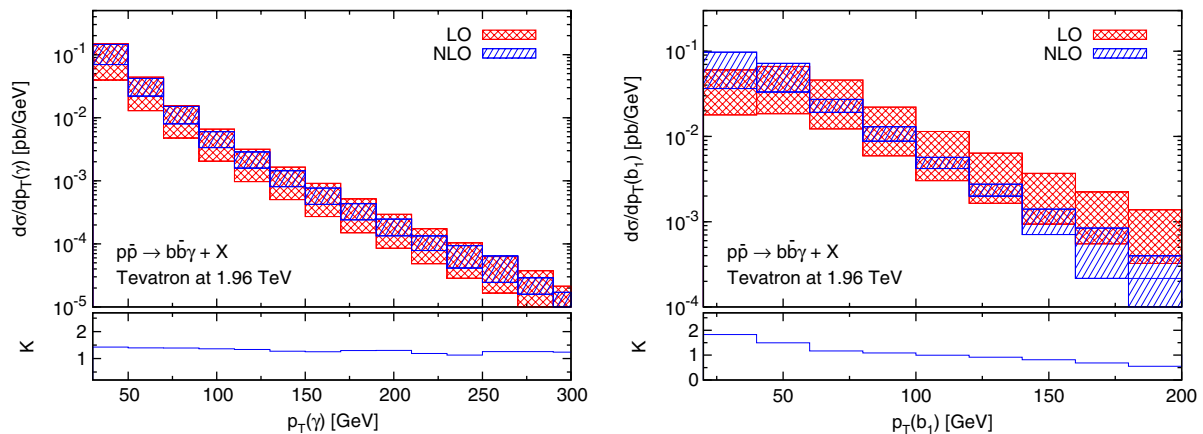 LO
NLO
10⁻¹
10⁻²
10⁻³
10⁻⁴
10⁻⁵
dσ/dp_T(γ) [pb/GeV]
pp̄ → bb̄γ + X
Tevatron at 1.96 TeV
2
1
K
50 100 150 200 250 300
p_T(γ) [GeV]
LO
NLO
10⁻¹
10⁻²
10⁻³
10⁻⁴
dσ/dp_T(b₁) [pb/GeV]
pp̄ → bb̄γ + X
Tevatron at 1.96 TeV
2
1
0
K
50 100 150 200
p_T(b₁) [GeV]